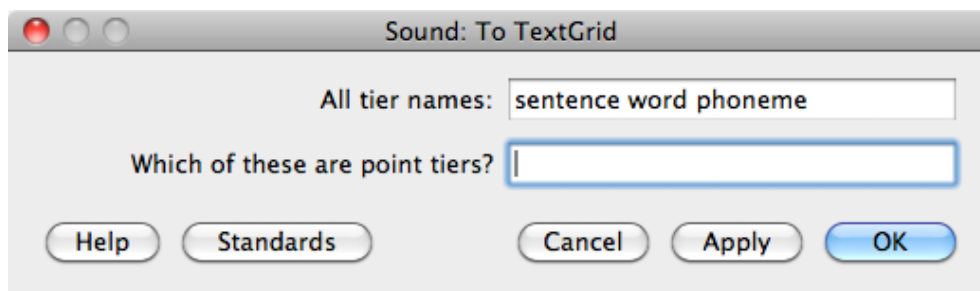 Sound: To TextGrid
All tier names: sentence word phoneme
Which of these are point tiers?
Help Standards Cancel Apply OK